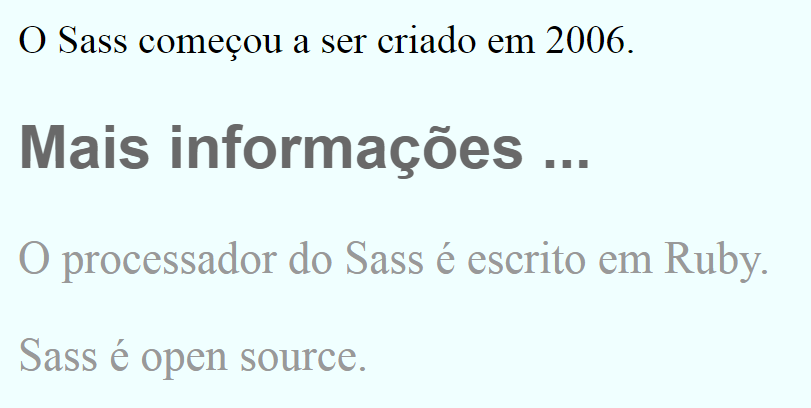 O Sass começou a ser criado em 2006.
Mais informações ...
O processador do Sass é escrito em Ruby.
Sass é open source.